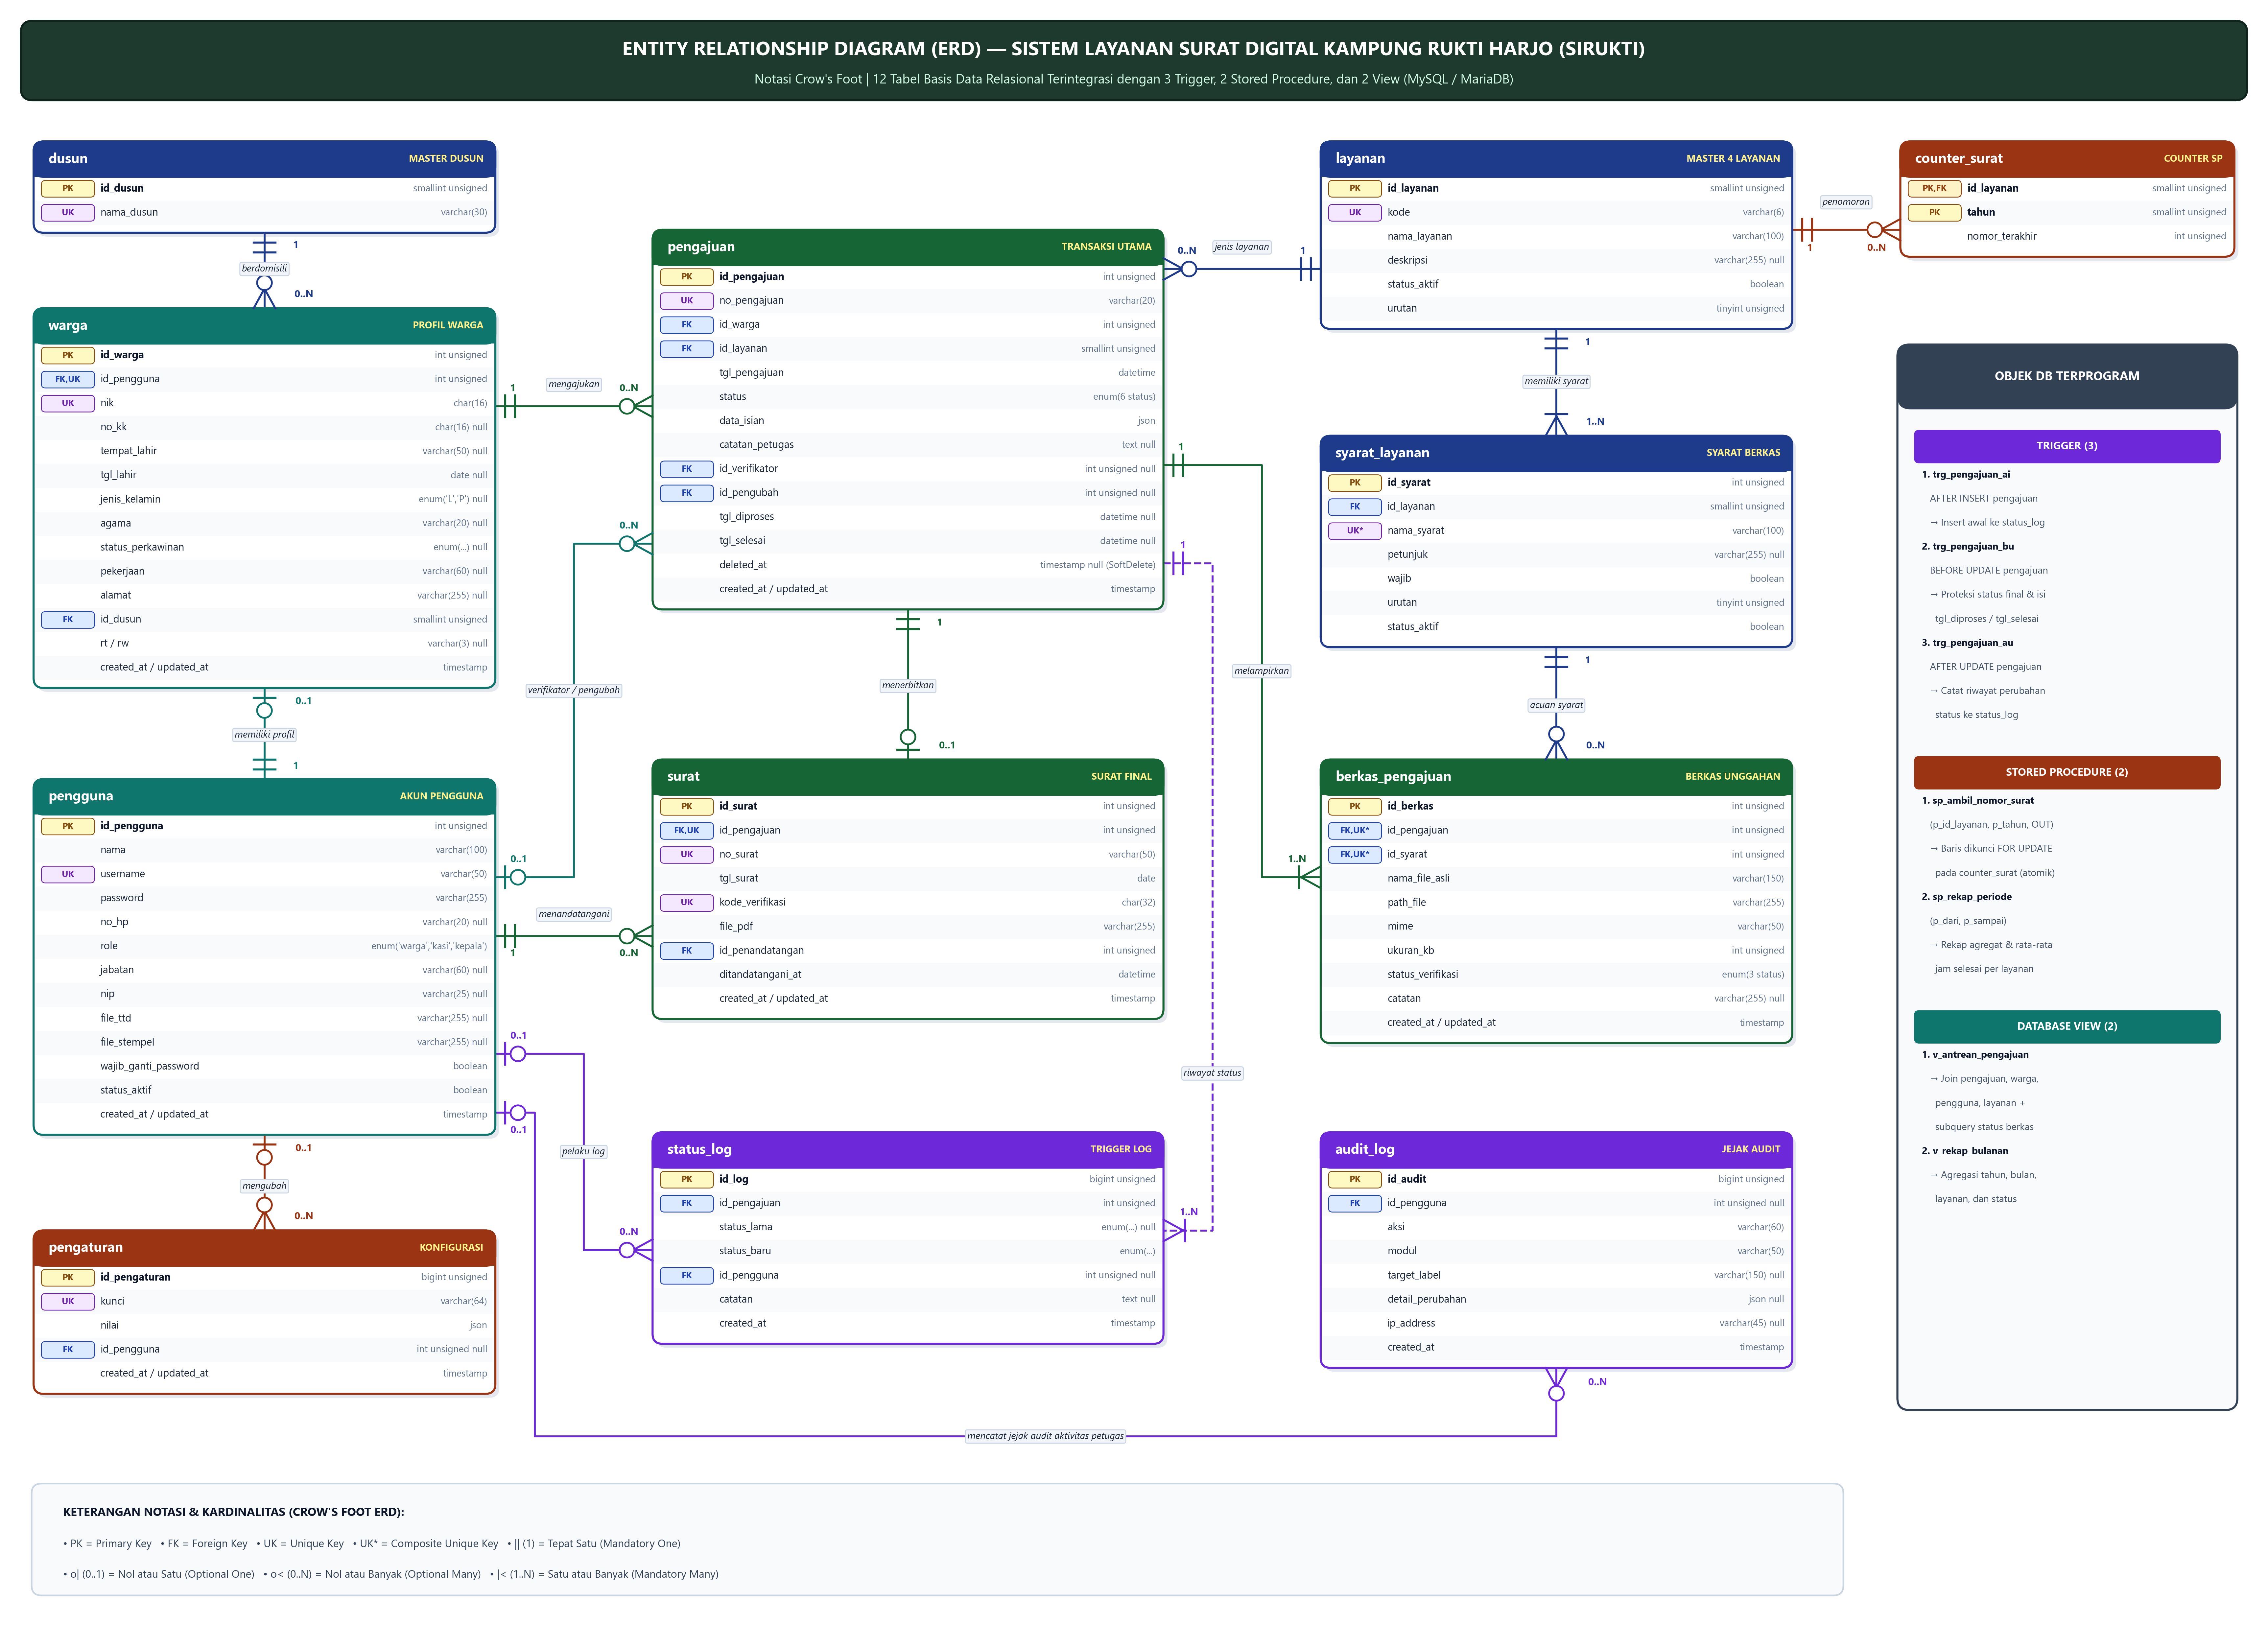 ENTITY RELATIONSHIP DIAGRAM (ERD) — SISTEM LAYANAN SURAT DIGITAL KAMPUNG RUKTI HARJO (SIRUKTI)
Notasi Crow's Foot | 12 Tabel Basis Data Relasional Terintegrasi dengan 3 Trigger, 2 Stored Procedure, dan 2 View (MySQL / MariaDB)
dusun MASTER DUSUN
PK id_dusun smallint unsigned
UK nama_dusun varchar(30)
1
berdomisili
0..N
warga PROFIL WARGA
PK id_warga int unsigned
FK,UK id_pengguna int unsigned
UK nik char(16)
no_kk char(16) null
tempat_lahir varchar(50) null
tgl_lahir date null
jenis_kelamin enum('L','P') null
agama varchar(20) null
status_perkawinan enum(...) null
pekerjaan varchar(60) null
alamat varchar(255) null
FK id_dusun smallint unsigned
rt / rw varchar(3) null
created_at / updated_at timestamp
0..1
memiliki profil
1
pengguna AKUN PENGGUNA
PK id_pengguna int unsigned
nama varchar(100)
UK username varchar(50)
password varchar(255)
no_hp varchar(20) null
role enum('warga','kasi','kepala')
jabatan varchar(60) null
nip varchar(25) null
file_ttd varchar(255) null
file_stempel varchar(255) null
wajib_ganti_password boolean
status_aktif boolean
created_at / updated_at timestamp
0..1
mengubah
0..N
pengaturan KONFIGURASI
PK id_pengaturan bigint unsigned
UK kunci varchar(64)
nilai json
FK id_pengguna int unsigned null
created_at / updated_at timestamp
1 mengajukan 0..N
0..N
verifikator / pengubah
0..1
menandatangani
1 0..N
0..1
0..1
pelaku log
0..N
pengajuan TRANSAKSI UTAMA
PK id_pengajuan int unsigned
UK no_pengajuan varchar(20)
FK id_warga int unsigned
FK id_layanan smallint unsigned
tgl_pengajuan datetime
status enum(6 status)
data_isian json
catatan_petugas text null
FK id_verifikator int unsigned null
FK id_pengubah int unsigned null
tgl_diproses datetime null
tgl_selesai datetime null
deleted_at timestamp null (SoftDelete)
created_at / updated_at timestamp
1
menerbitkan
0..1
surat SURAT FINAL
PK id_surat int unsigned
FK,UK id_pengajuan int unsigned
UK no_surat varchar(50)
tgl_surat date
UK kode_verifikasi char(32)
file_pdf varchar(255)
FK id_penandatangan int unsigned
ditandatangani_at datetime
created_at / updated_at timestamp
status_log TRIGGER LOG
PK id_log bigint unsigned
FK id_pengajuan int unsigned
status_lama enum(...) null
status_baru enum(...)
FK id_pengguna int unsigned null
catatan text null
created_at timestamp
0..N jenis layanan 1
1
melampirkan
1..N
1
riwayat status
1..N
layanan MASTER 4 LAYANAN
PK id_layanan smallint unsigned
UK kode varchar(6)
nama_layanan varchar(100)
deskripsi varchar(255) null
status_aktif boolean
urutan tinyint unsigned
1
memiliki syarat
1..N
syarat_layanan SYARAT BERKAS
PK id_syarat int unsigned
FK id_layanan smallint unsigned
UK* nama_syarat varchar(100)
petunjuk varchar(255) null
wajib boolean
urutan tinyint unsigned
status_aktif boolean
1
acuan syarat
0..N
berkas_pengajuan BERKAS UNGGAHAN
PK id_berkas int unsigned
FK,UK* id_pengajuan int unsigned
FK,UK* id_syarat int unsigned
nama_file_asli varchar(150)
path_file varchar(255)
mime varchar(50)
ukuran_kb int unsigned
status_verifikasi enum(3 status)
catatan varchar(255) null
created_at / updated_at timestamp
audit_log JEJAK AUDIT
PK id_audit bigint unsigned
FK id_pengguna int unsigned null
aksi varchar(60)
modul varchar(50)
target_label varchar(150) null
detail_perubahan json null
ip_address varchar(45) null
created_at timestamp
0..N
mencatat jejak audit aktivitas petugas
penomoran
1 0..N
counter_surat COUNTER SP
PK,FK id_layanan smallint unsigned
PK tahun smallint unsigned
nomor_terakhir int unsigned
OBJEK DB TERPROGRAM
TRIGGER (3)
1. trg_pengajuan_ai
AFTER INSERT pengajuan
→ Insert awal ke status_log
2. trg_pengajuan_bu
BEFORE UPDATE pengajuan
→ Proteksi status final & isi
tgl_diproses / tgl_selesai
3. trg_pengajuan_au
AFTER UPDATE pengajuan
→ Catat riwayat perubahan
status ke status_log
STORED PROCEDURE (2)
1. sp_ambil_nomor_surat
(p_id_layanan, p_tahun, OUT)
→ Baris dikunci FOR UPDATE
pada counter_surat (atomik)
2. sp_rekap_periode
(p_dari, p_sampai)
→ Rekap agregat & rata-rata
jam selesai per layanan
DATABASE VIEW (2)
1. v_antrean_pengajuan
→ Join pengajuan, warga,
pengguna, layanan +
subquery status berkas
2. v_rekap_bulanan
→ Agregasi tahun, bulan,
layanan, dan status
KETERANGAN NOTASI & KARDINALITAS (CROW'S FOOT ERD):
• PK = Primary Key • FK = Foreign Key • UK = Unique Key • UK* = Composite Unique Key • || (1) = Tepat Satu (Mandatory One)
• o| (0..1) = Nol atau Satu (Optional One) • o< (0..N) = Nol atau Banyak (Optional Many) • |< (1..N) = Satu atau Banyak (Mandatory Many)